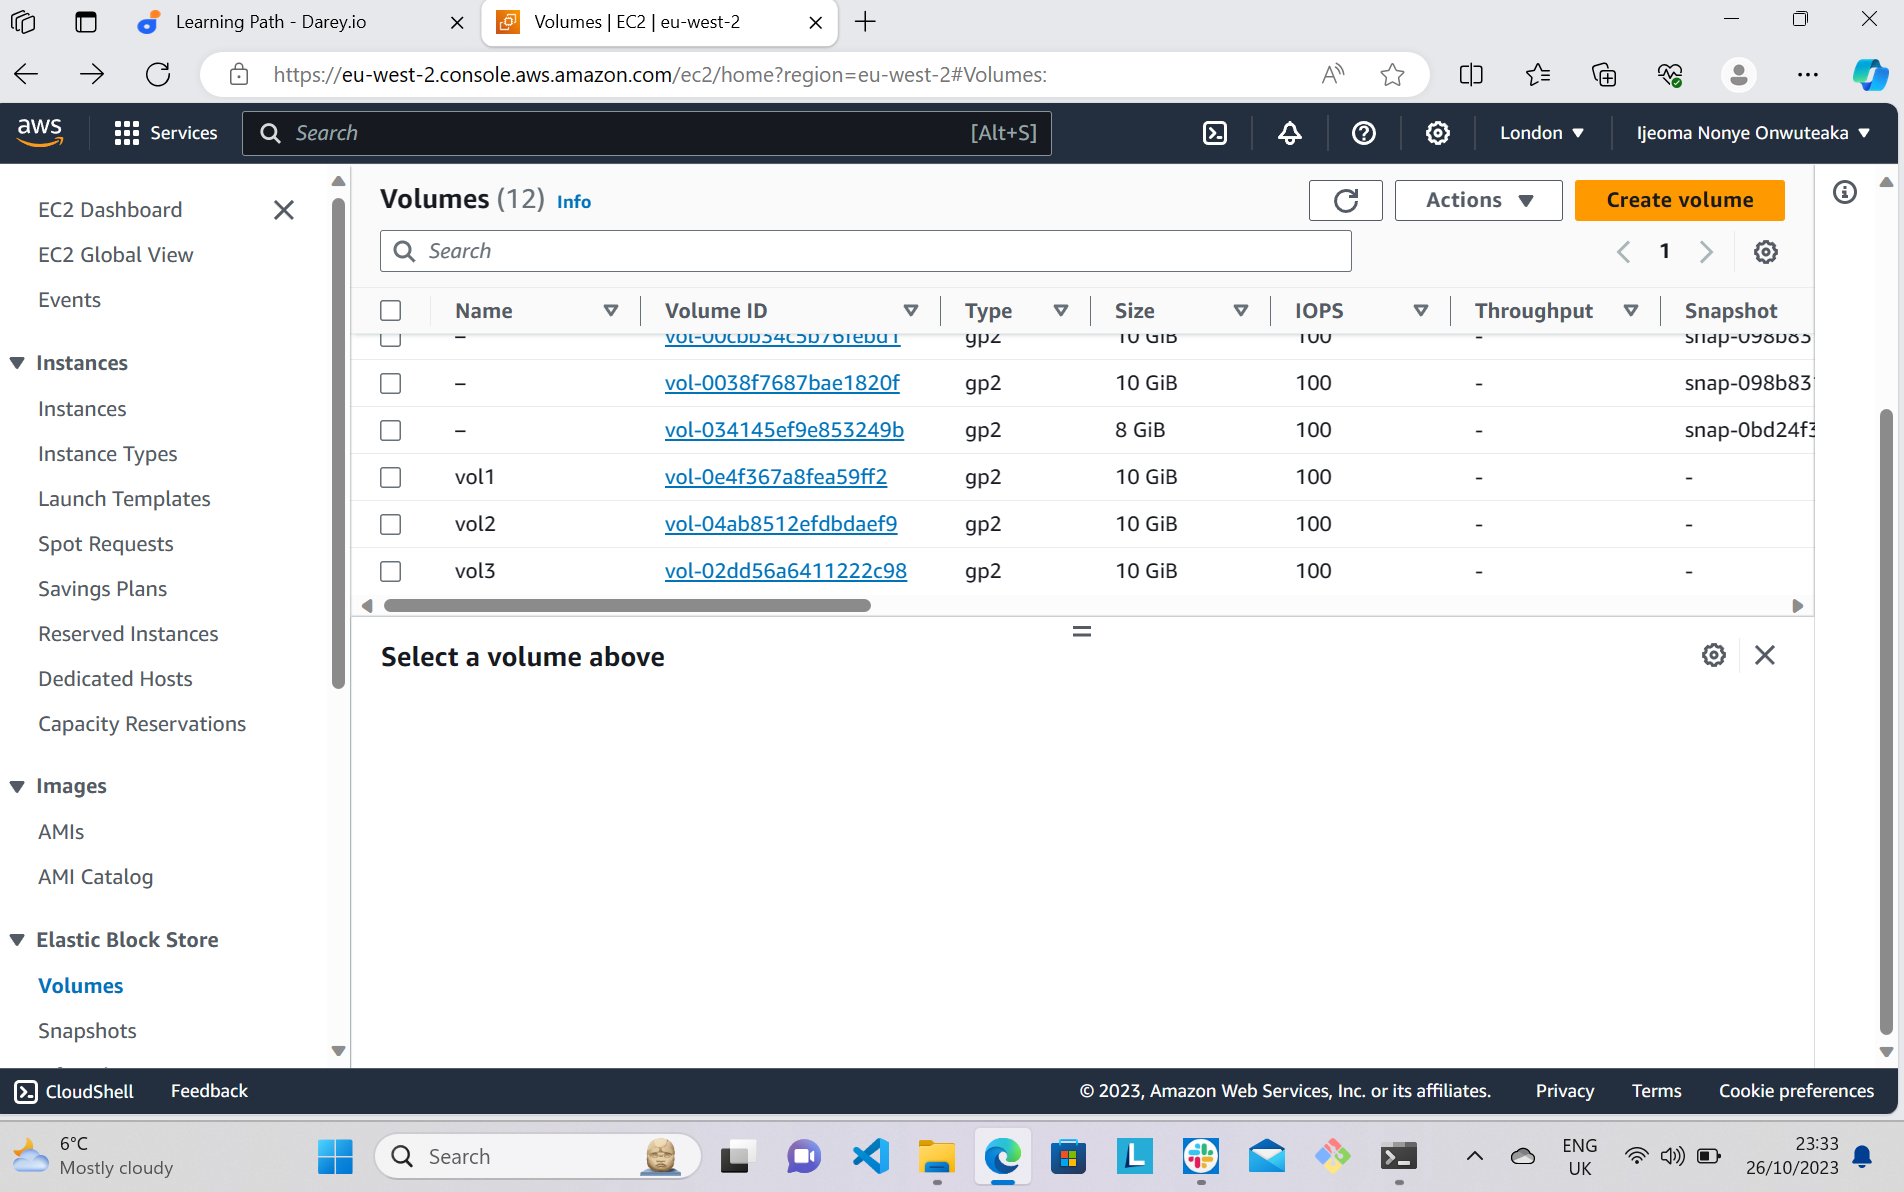 Learning Path - Darey.io
Volumes | EC2 | eu-west-2
https://eu-west-2.console.aws.amazon.com/ec2/home?region=eu-west-2#Volumes:
aws
Services
Search
[Alt+S]
London
Ijeoma Nonye Onwuteaka
EC2 Dashboard
EC2 Global View
Events
Instances
Instances
Instance Types
Launch Templates
Spot Requests
Savings Plans
Reserved Instances
Dedicated Hosts
Capacity Reservations
Images
AMIs
AMI Catalog
Elastic Block Store
Volumes
Snapshots
Volumes (12) Info
Actions
Create volume
Search
1
Name Volume ID Type Size IOPS Throughput Snapshot
– vol-00cbb34c5b76febd1 gp2 10 GiB 100 - snap-098b83
– vol-0038f7687bae1820f gp2 10 GiB 100 - snap-098b83
– vol-034145ef9e853249b gp2 8 GiB 100 - snap-0bd24f3
vol1 vol-0e4f367a8fea59ff2 gp2 10 GiB 100 - -
vol2 vol-04ab8512efdbdaef9 gp2 10 GiB 100 - -
vol3 vol-02dd56a6411222c98 gp2 10 GiB 100 - -
Select a volume above
CloudShell
Feedback
© 2023, Amazon Web Services, Inc. or its affiliates.
Privacy
Terms
Cookie preferences
6°C
Mostly cloudy
Search
L
ENG
UK
23:33
26/10/2023